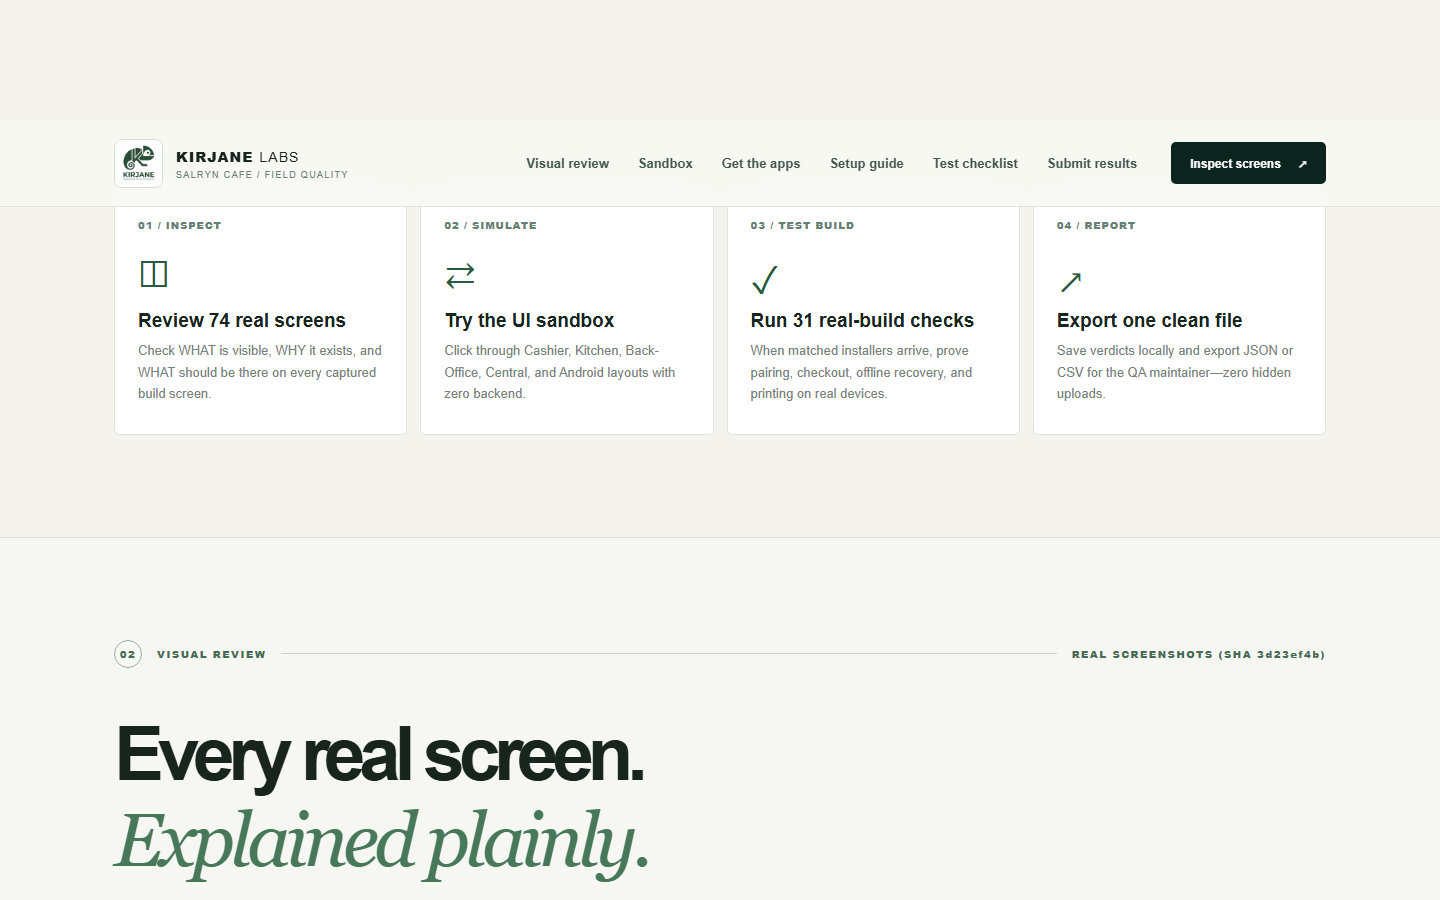 KIRJANE
KIRJANE LABS
SALRYN CAFE / FIELD QUALITY
Visual review
Sandbox
Get the apps
Setup guide
Test checklist
Submit results
Inspect screens ↗
01 / INSPECT
Review 74 real screens
Check WHAT is visible, WHY it exists, and
WHAT should be there on every captured
build screen.
02 / SIMULATE
Try the UI sandbox
Click through Cashier, Kitchen, Back-
Office, Central, and Android layouts with
zero backend.
03 / TEST BUILD
Run 31 real-build checks
When matched installers arrive, prove
pairing, checkout, offline recovery, and
printing on real devices.
04 / REPORT
Export one clean file
Save verdicts locally and export JSON or
CSV for the QA maintainer—zero hidden
uploads.
02
VISUAL REVIEW
REAL SCREENSHOTS (SHA 3d23ef4b)
Every real screen.
Explained plainly.